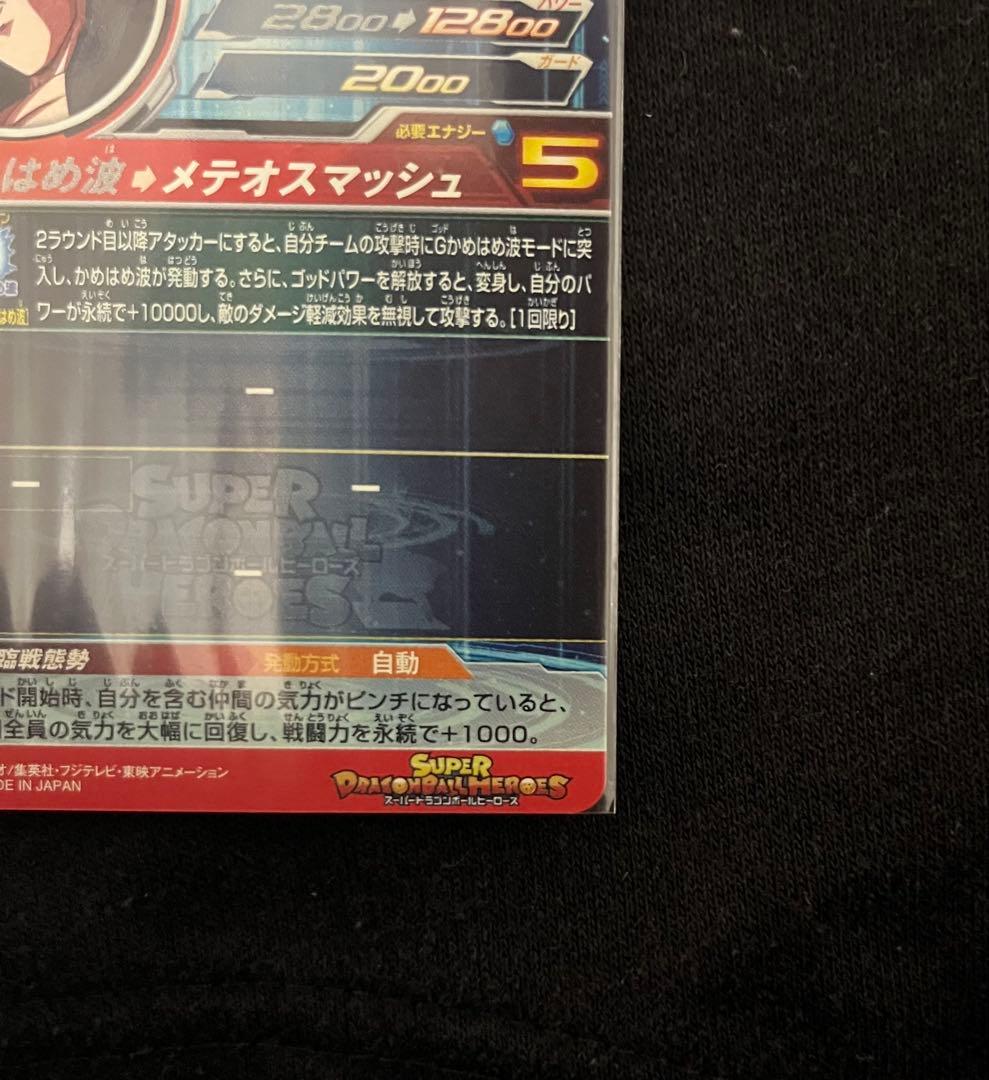 2800➡12800
ガード
2000
必要エナジー 5
はめ波➡メテオスマッシュ
2ラウンド目以降アタッカーにすると、自分チームの攻撃時にGかめはめ波モードに突
入し、かめはめ波が発動する。さらに、ゴッドパワーを解放すると、変身し、自分のパ
はめ波] ワーが永続で+10000し、敵のダメージ軽減効果を無視して攻撃する。[1回限り]
ー
ー ー
ー
SUPER
DRAGONBALL
スーパードラゴンボールヒーローズ
HEROES
臨戦態勢 発動方式 自動
ド開始時、自分を含む仲間の気力がピンチになっていると、
全員の気力を大幅に回復し、戦闘力を永続で+1000。
/集英社・フジテレビ・東映アニメーション
DE IN JAPAN
SUPER
DRAGONBALL HEROES
スーパードラゴンボールヒーローズ